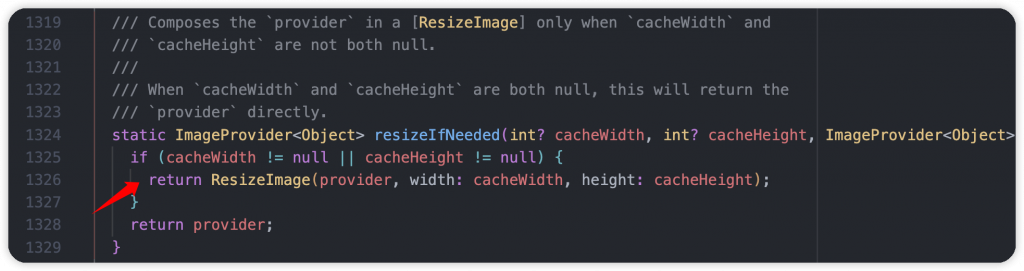 1319 /// Composes the `provider` in a [ResizeImage] only when `cacheWidth` and
1320 /// `cacheHeight` are not both null.
1321 ///
1322 /// When `cacheWidth` and `cacheHeight` are both null, this will return the
1323 /// `provider` directly.
1324 static ImageProvider<Object> resizeIfNeeded(int? cacheWidth, int? cacheHeight, ImageProvider<Object>
1325 if (cacheWidth != null || cacheHeight != null) {
1326 return ResizeImage(provider, width: cacheWidth, height: cacheHeight);
1327 }
1328 return provider;
1329 }